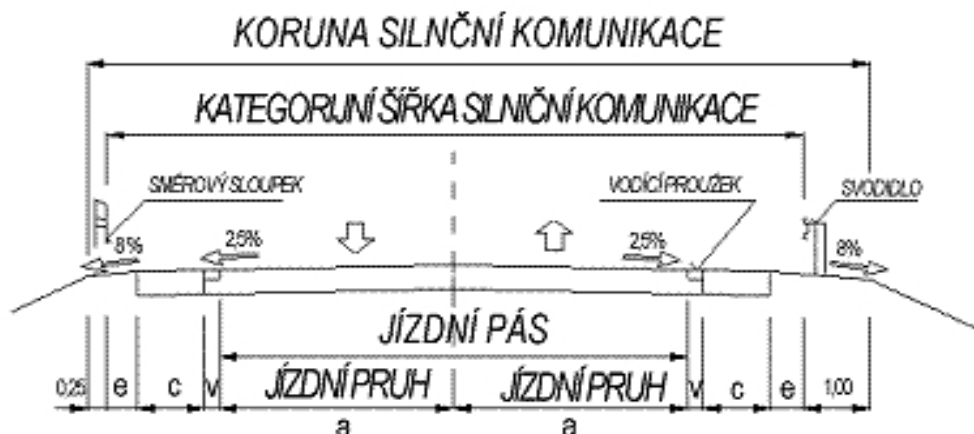 KORUNA SILNČNÍ KOMUNIKACE
KATEGORIJNÍ ŠÍŘKA SILNIČNÍ KOMUNIKACE
SMĚROVÝ SLOUPEK
VODÍCÍ PROUŽEK
SVODIDLO
8% 2,5% 2,5% 8%
JÍZDNÍ PÁS
0,25 e c v JÍZDNÍ PRUH JÍZDNÍ PRUH v c e 1,00
a a